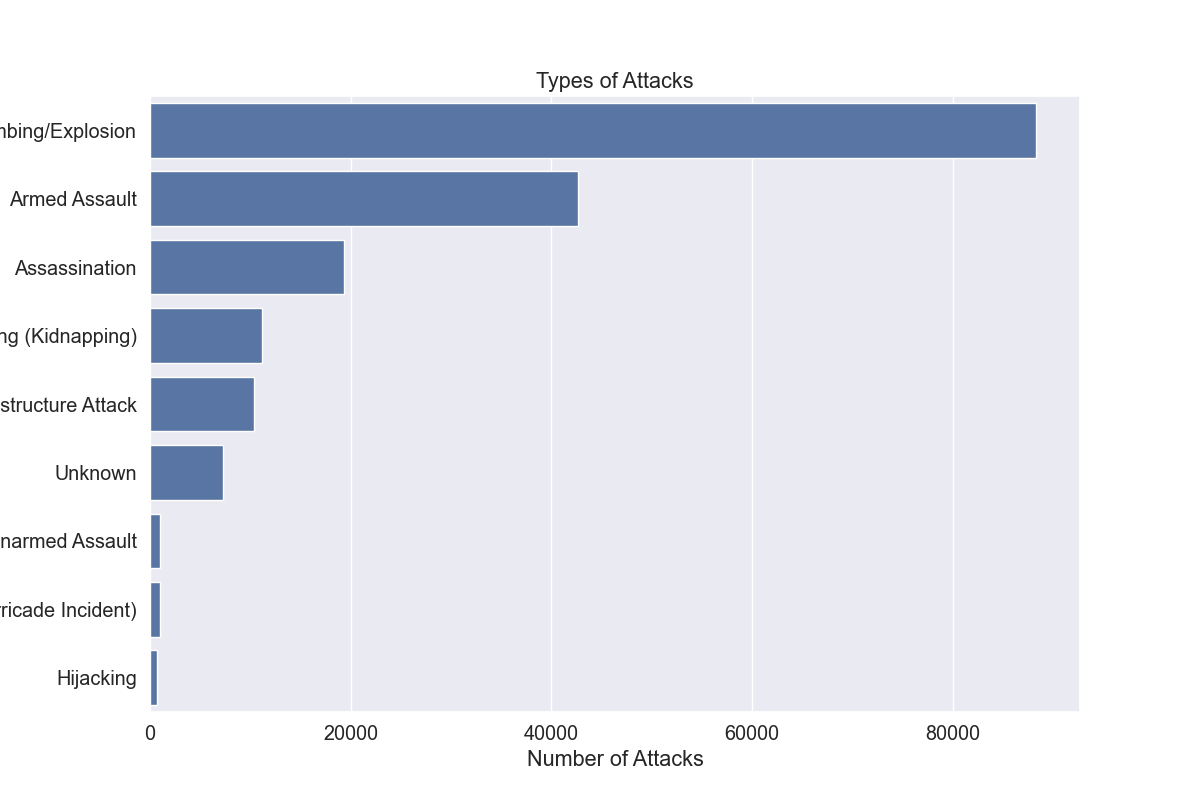 Types of Attacks
mbing/Explosion
Armed Assault
Assassination
ng (Kidnapping)
structure Attack
Unknown
narmed Assault
rricade Incident)
Hijacking
0 20000 40000 60000 80000
Number of Attacks